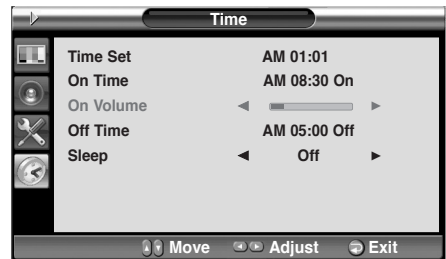 Time
Time Set AM 01:01
On Time AM 08:30 On
On Volume
Off Time AM 05:00 Off
Sleep Off
Move Adjust Exit